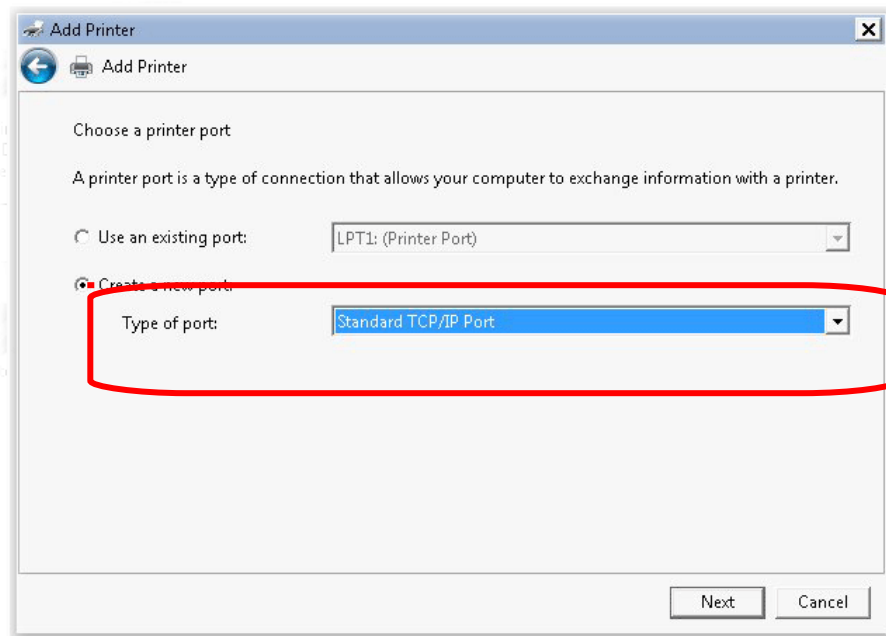 Add Printer
Add Printer
Choose a printer port
A printer port is a type of connection that allows your computer to exchange information with a printer.
Use an existing port: LPT1: (Printer Port)
Create a new port:
Type of port: Standard TCP/IP Port
Next Cancel